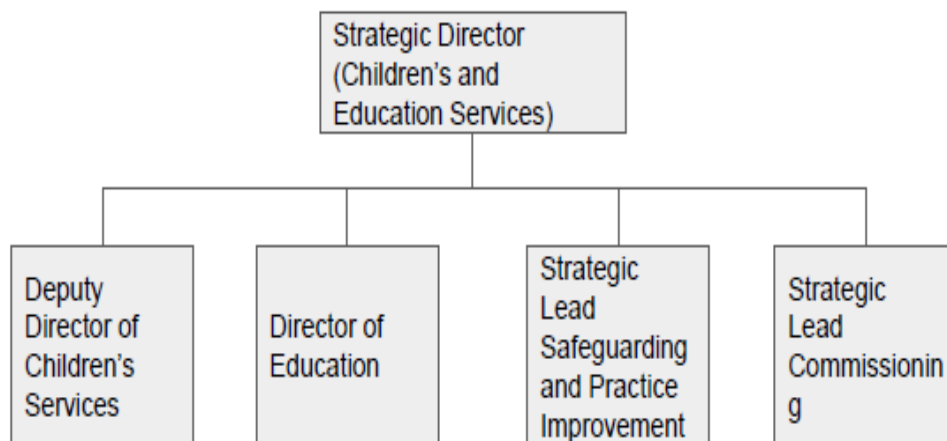 Strategic Director
(Children's and
Education Services)
Deputy
Director of
Children's
Services
Director of
Education
Strategic
Lead
Safeguarding
and Practice
Improvement
Strategic
Lead
Commissionin
g